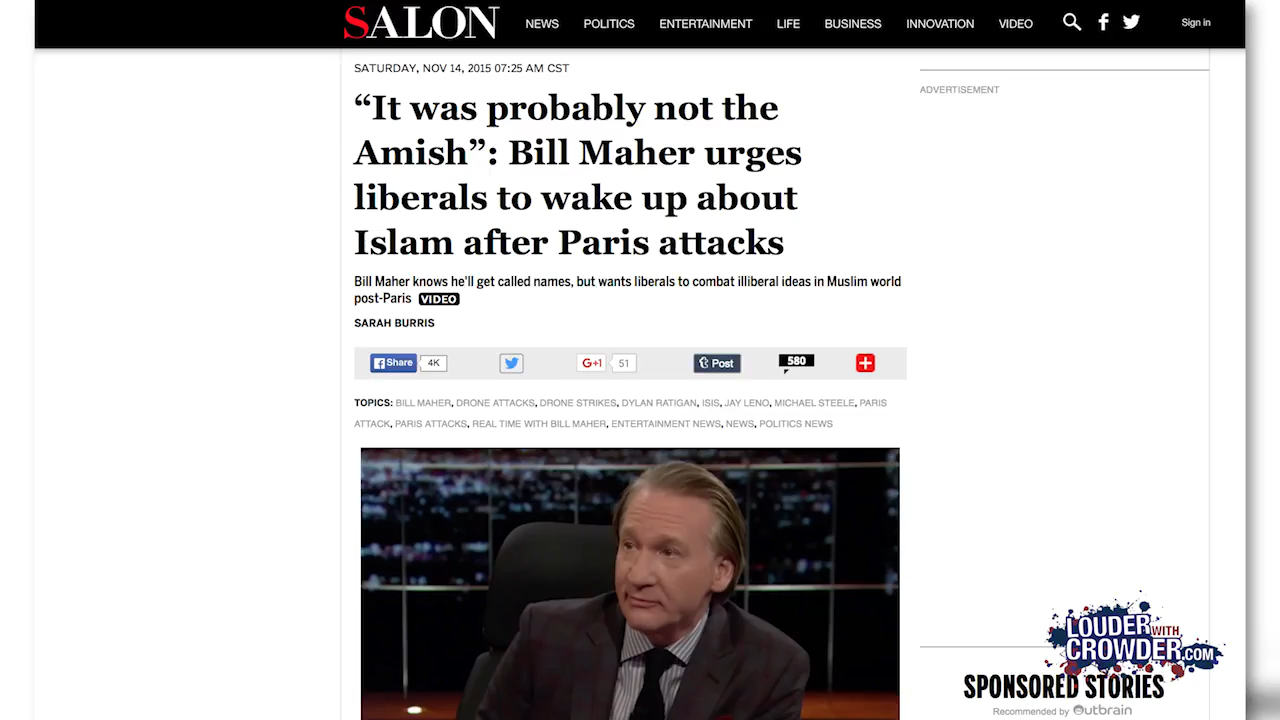 SALON NEWS POLITICS ENTERTAINMENT LIFE BUSINESS INNOVATION VIDEO Sign in
SATURDAY, NOV 14, 2015 07:25 AM CST
“It was probably not the
Amish”: Bill Maher urges
liberals to wake up about
Islam after Paris attacks
Bill Maher knows he'll get called names, but wants liberals to combat illiberal ideas in Muslim world
post-Paris VIDEO
SARAH BURRIS
Share 4K G+1 51 Post 580
TOPICS: BILL MAHER, DRONE ATTACKS, DRONE STRIKES, DYLAN RATIGAN, ISIS, JAY LENO, MICHAEL STEELE, PARIS
ATTACK, PARIS ATTACKS, REAL TIME WITH BILL MAHER, ENTERTAINMENT NEWS, NEWS, POLITICS NEWS
ADVERTISEMENT
LOUDER WITH
CROWDER.COM
SPONSORED STORIES
Recommended by Outbrain